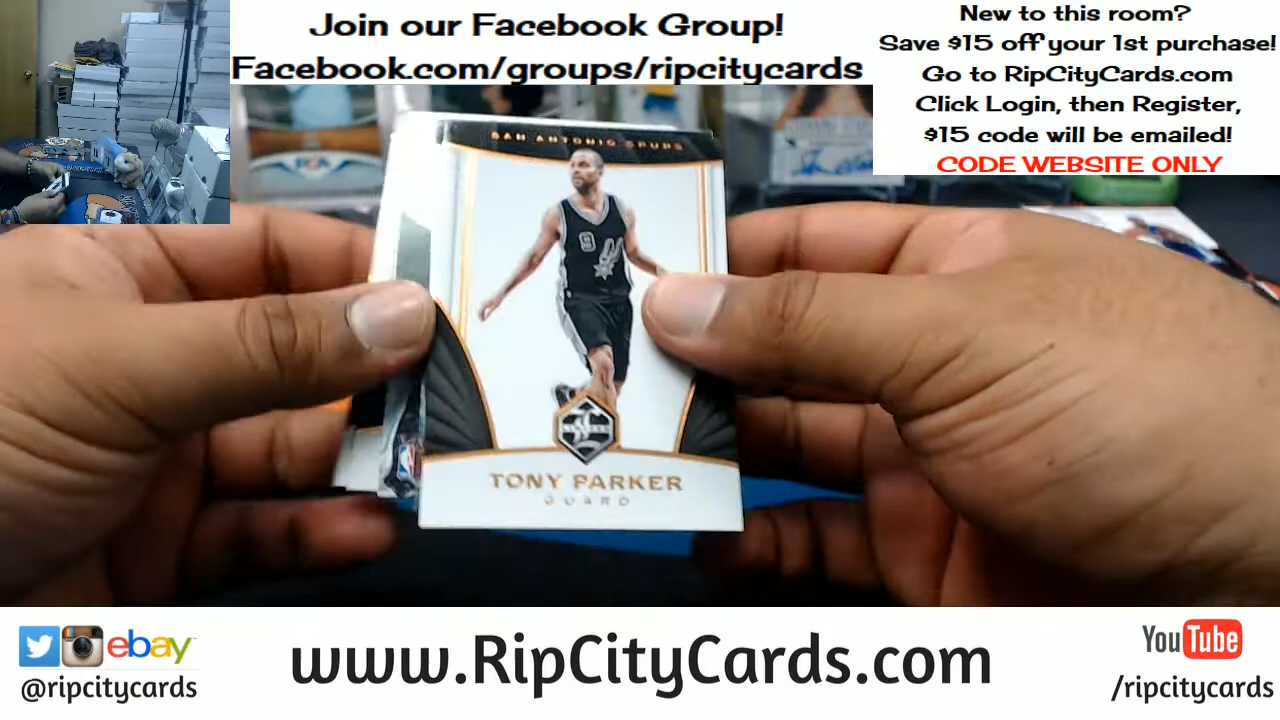 Join our Facebook Group!
Facebook.com/groups/ripcitycards
New to this room?
Save $15 off your 1st purchase!
Go to RipCityCards.com
Click Login, then Register,
$15 code will be emailed!
CODE WEBSITE ONLY
SAN ANTONIO SPURS
9
TONY PARKER
GUARD
ebay
@ripcitycards
www.RipCityCards.com
YouTube
/ripcitycards